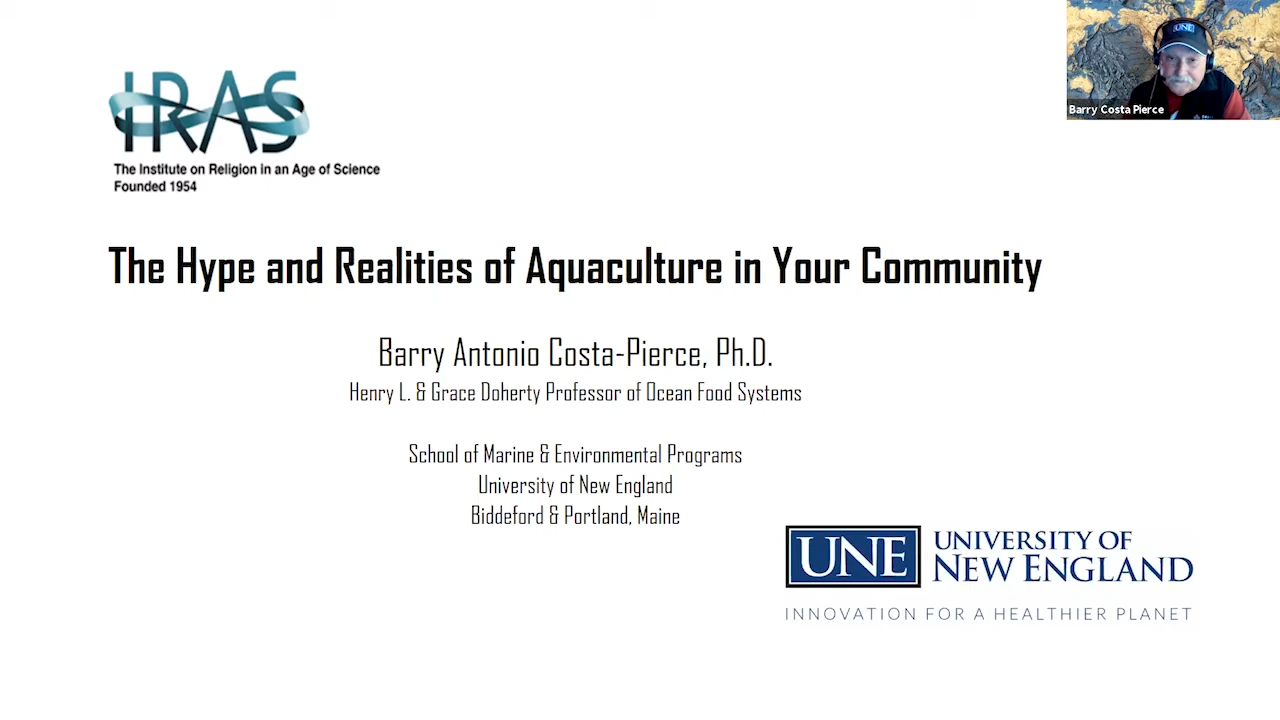 IRAS
The Institute on Religion in an Age of Science
Founded 1954
UNE
Barry Costa Pierce
The Hype and Realities of Aquaculture in Your Community
Barry Antonio Costa-Pierce, Ph.D.
Henry L. & Grace Doherty Professor of Ocean Food Systems
School of Marine & Environmental Programs
University of New England
Biddeford & Portland, Maine
UNE
UNIVERSITY OF
NEW ENGLAND
INNOVATION FOR A HEALTHIER PLANET